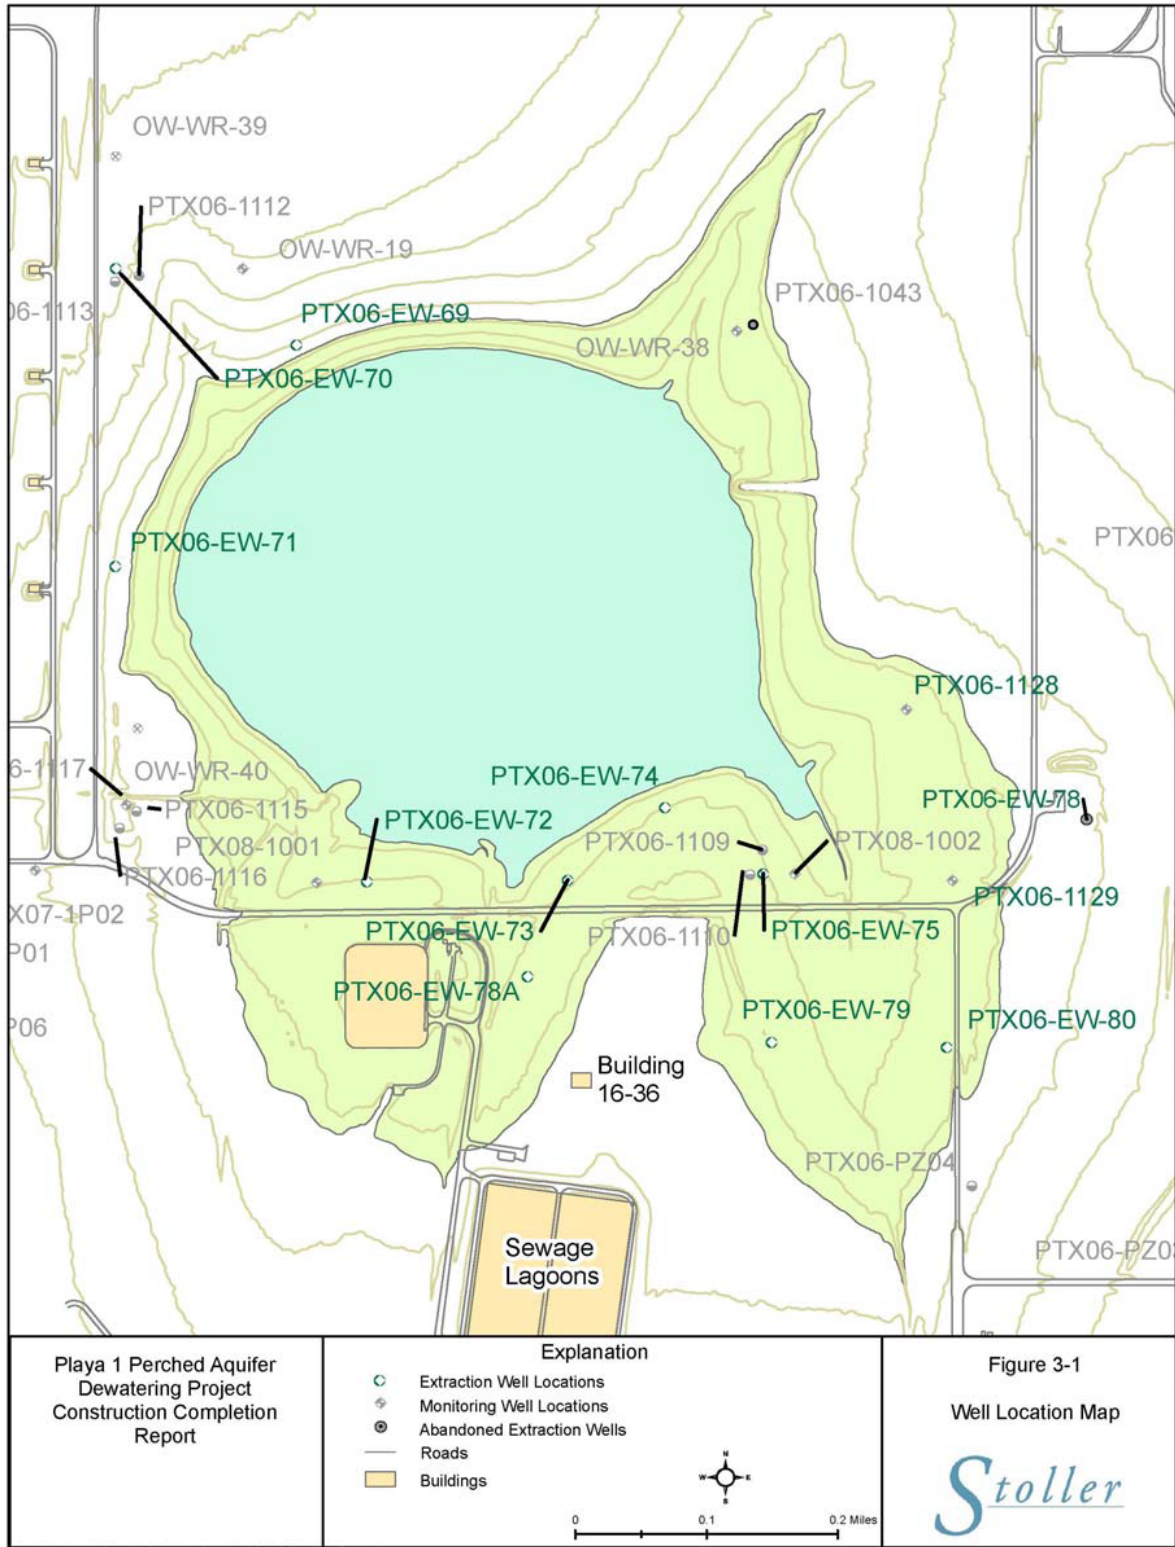 OW-WR-39
PTX06-1112
OW-WR-19
PTX06-EW-69
06-1113
PTX06-1043
OW-WR-38
PTX06-EW-70
PTX06-EW-71
PTX06
PTX06-1128
6-1117
OW-WR-40
PTX06-EW-74
PTX06-EW-78
PTX06-1115
PTX06-EW-72
PTX08-1001
PTX06-1109
PTX08-1002
PTX06-1116
PTX06-1129
X07-1P02
PTX06-EW-73
PTX06-1110
PTX06-EW-75
P01
PTX06-EW-78A
PTX06-EW-79
PTX06-EW-80
P06
Building
16-36
PTX06-PZ04
Sewage
Lagoons
PTX06-PZ03
Playa 1 Perched Aquifer
Dewatering Project
Construction Completion
Report
Explanation
Extraction Well Locations
Monitoring Well Locations
Abandoned Extraction Wells
Roads
Buildings
N
W E
S
0 0.1 0.2 Miles
Figure 3-1
Well Location Map
Stoller